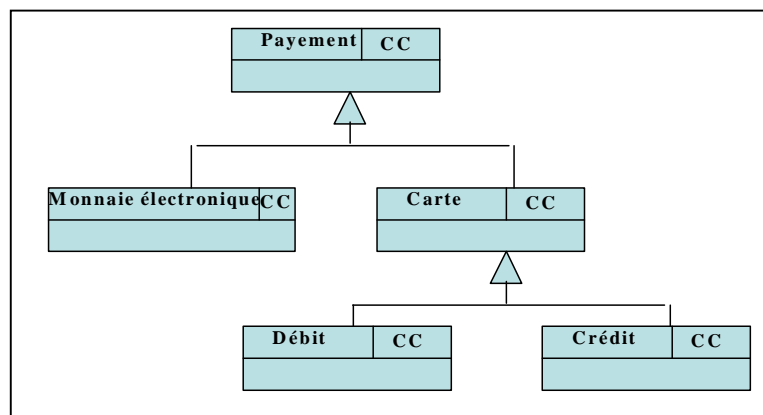 Payement CC
Monnaie électronique CC
Carte CC
Débit CC
Crédit CC